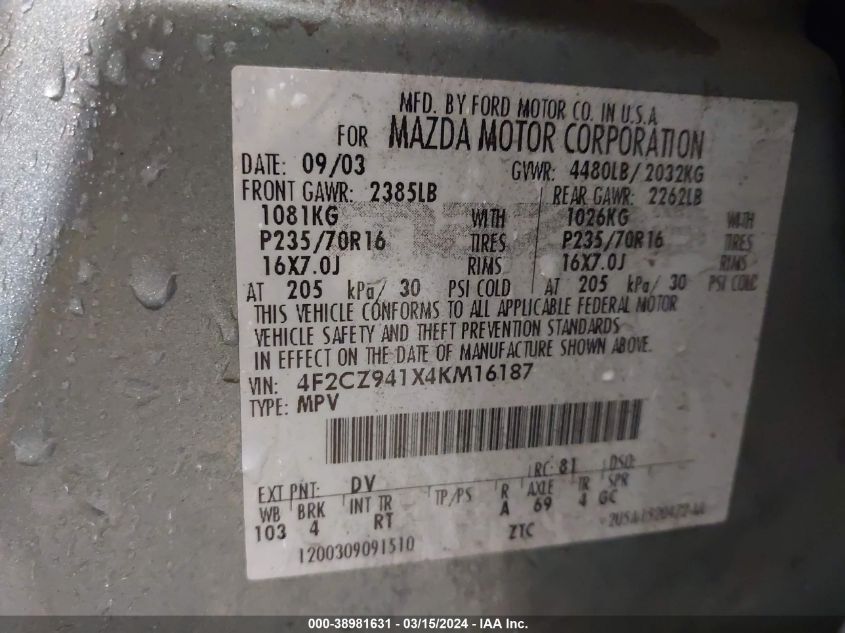 MFD. BY FORD MOTOR CO. IN U.S.A
FOR MAZDA MOTOR CORPORATION
DATE: 09/03 GVWR: 4480LB/2032KG
FRONT GAWR: 2385LB REAR GAWR: 2262LB
1081KG WITH 1026KG WITH
P235/70R16 TIRES P235/70R16 TIRES
16X7.0J RIMS 16X7.0J RIMS
AT 205 kPa/ 30 PSI COLD AT 205 kPa/ 30 PSI COLD
THIS VEHICLE CONFORMS TO ALL APPLICABLE FEDERAL MOTOR
VEHICLE SAFETY AND THEFT PREVENTION STANDARDS
IN EFFECT ON THE DATE OF MANUFACTURE SHOWN ABOVE.
VIN: 4F2CZ941X4KM16187
TYPE: MPV
EXT PNT: DV RC: 81 DSO:
WB BRK INT TR TP/PS R AXLE TR SPR
103 4 RT A 69 4 GC
1200309091510 ZTC
000-38981631 - 03/15/2024 - IAA Inc.